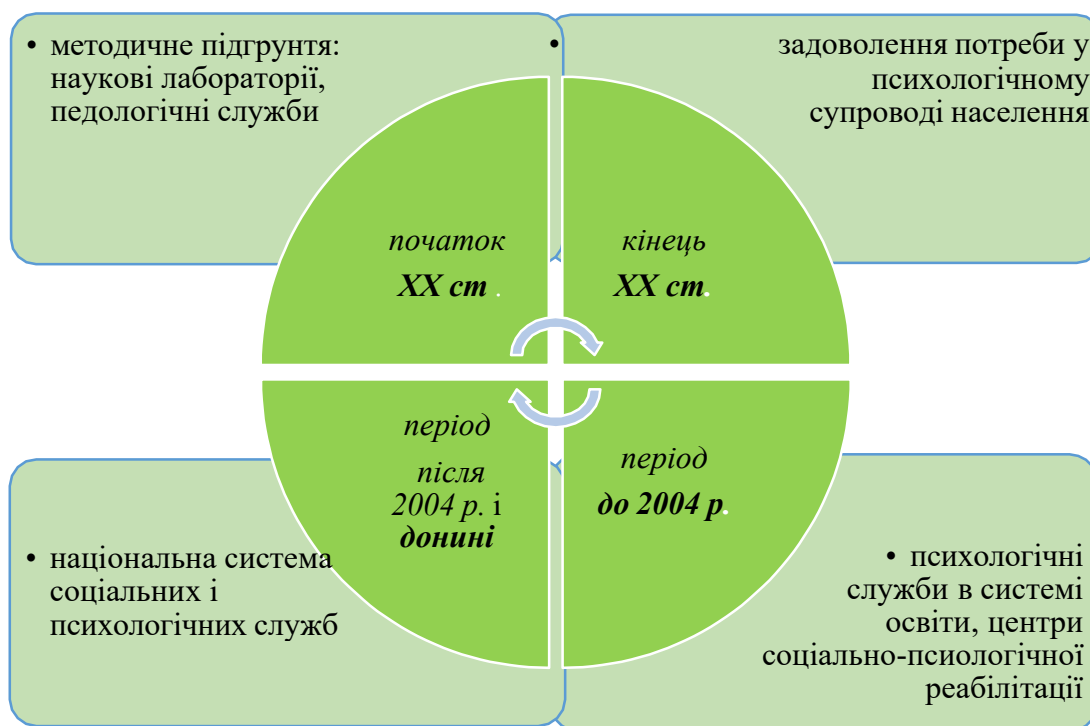 • методичне підгрунтя:
наукові лабораторії,
педологічні служби
• задоволення потреби у
психологічному
супроводі населення
початок
XX ст .
кінець
XX ст.
період
після
2004 р. і
донині
період
до 2004 р.
• національна система
соціальних і
психологічних служб
• психологічні
служби в системі
освіти, центри
соціально-псиологічної
реабілітації